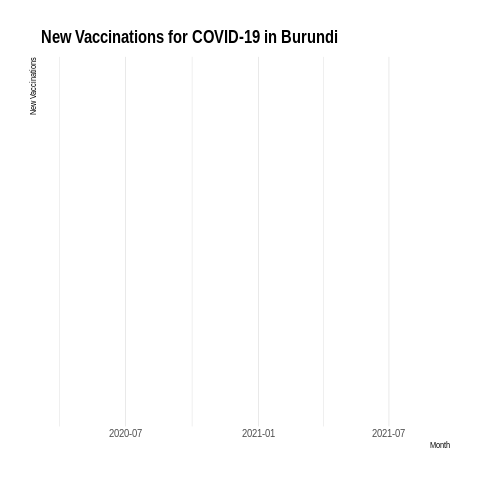 New Vaccinations for COVID-19 in Burundi
New Vaccinations
2020-07
2021-01
2021-07
Month